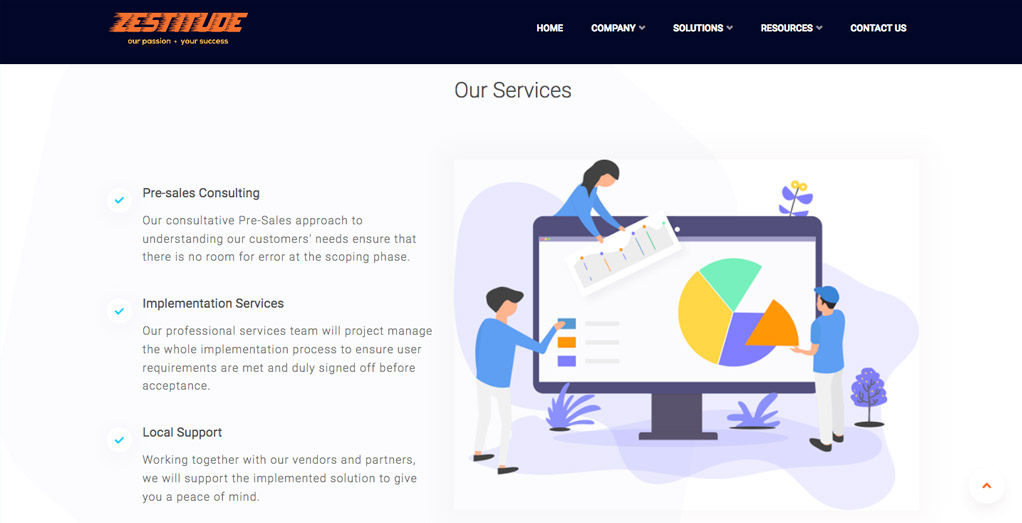 ZESTITUDE
our passion • your success
HOME
COMPANY
SOLUTIONS
RESOURCES
CONTACT US
Our Services
Pre-sales Consulting
Our consultative Pre-Sales approach to
understanding our customers' needs ensure that
there is no room for error at the scoping phase.
Implementation Services
Our professional services team will project manage
the whole implementation process to ensure user
requirements are met and duly signed off before
acceptance.
Local Support
Working together with our vendors and partners,
we will support the implemented solution to give
you a peace of mind.